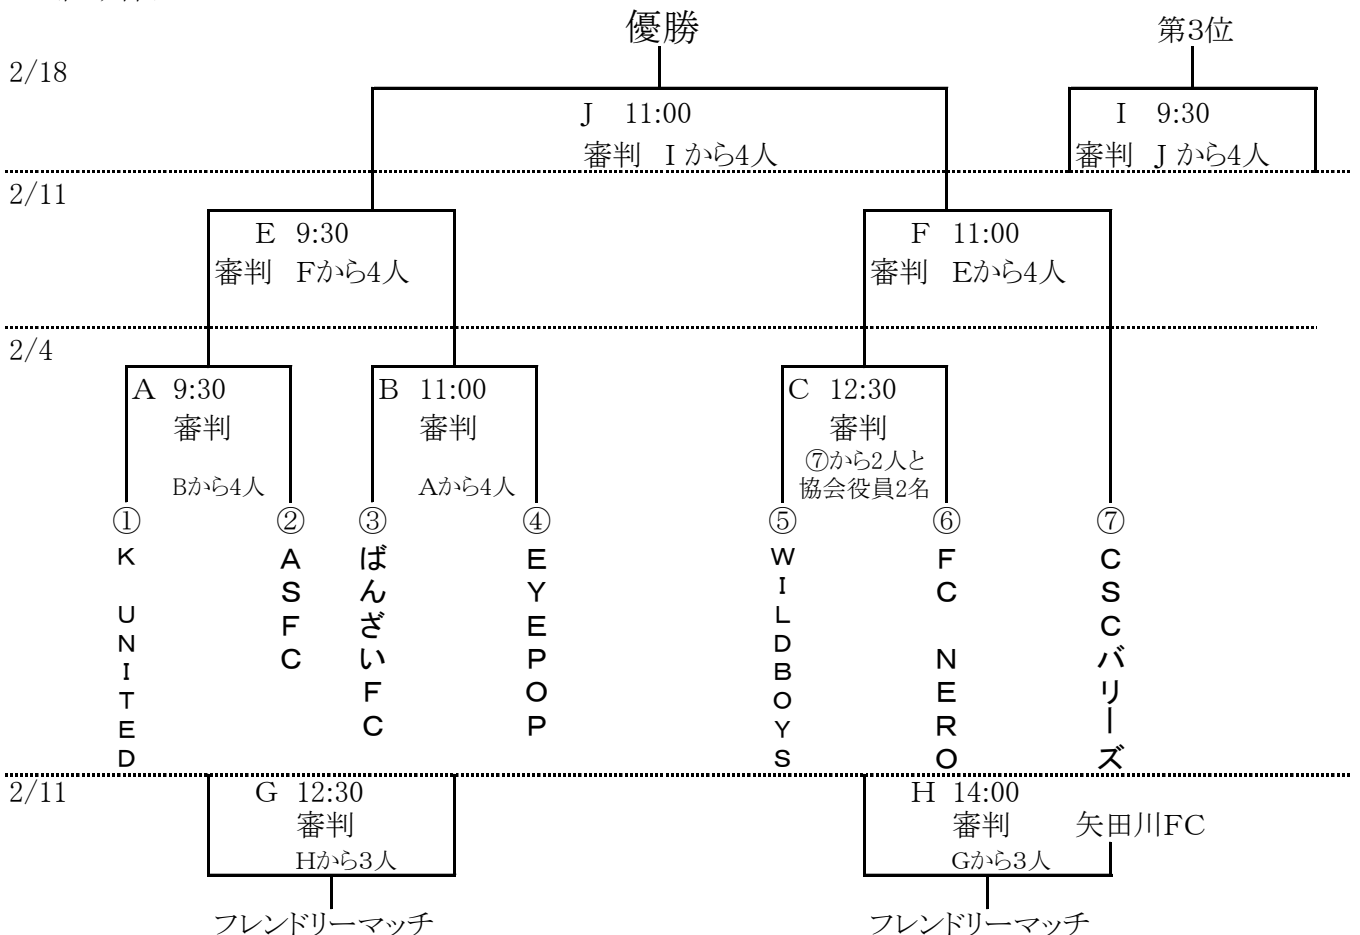 優勝
第3位
2/18
J 11:00
審判 Iから4人
I 9:30
審判 Jから4人
2/11
E 9:30
審判 Fから4人
F 11:00
審判 Eから4人
2/4
A 9:30
審判
Bから4人
B 11:00
審判
Aから4人
C 12:30
審判
⑦から2人と
協会役員2名
①
K UNITED
②
ASFC
③
ばんざいFC
④
EYEPOP
⑤
WILDBOYS
⑥
FC NERO
⑦
CSCバリーズ
2/11
G 12:30
審判
Hから3人
フレンドリーマッチ
H 14:00
審判
Gから3人
矢田川FC
フレンドリーマッチ